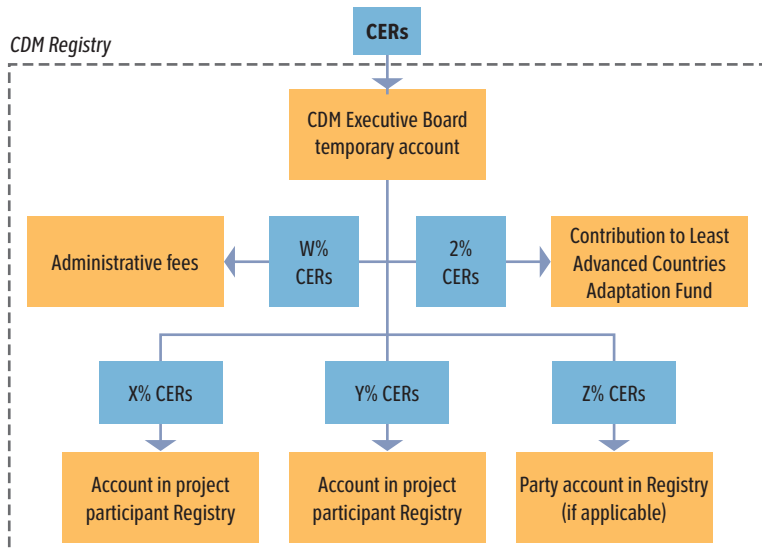 CERs
CDM Registry
CDM Executive Board
temporary account
Administrative fees
W%
CERs
2%
CERs
Contribution to Least
Advanced Countries
Adaptation Fund
X% CERs
Y% CERs
Z% CERs
Account in project
participant Registry
Account in project
participant Registry
Party account in Registry
(if applicable)